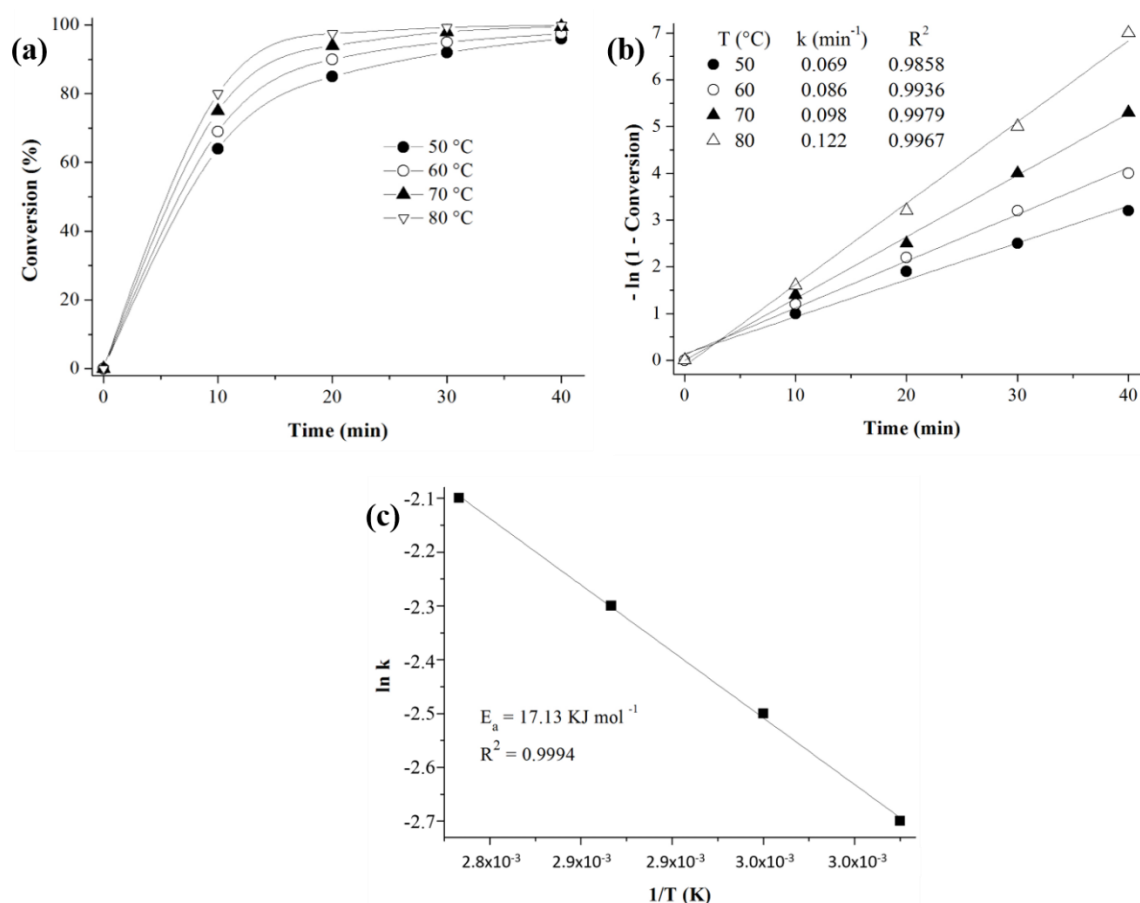 (a)
100
80
60
40
20
0
Conversion (%)
50 °C
60 °C
70 °C
80 °C
0 10 20 30 40
Time (min)
(b)
7
6
5
4
3
2
1
0
- ln (1 - Conversion)
T (°C) k (min⁻¹) R²
50 0.069 0.9858
60 0.086 0.9936
70 0.098 0.9979
80 0.122 0.9967
0 10 20 30 40
Time (min)
(c)
-2.1
-2.2
-2.3
-2.4
-2.5
-2.6
-2.7
ln k
Eₐ = 17.13 KJ mol ⁻¹
R² = 0.9994
2.8x10⁻³ 2.9x10⁻³ 2.9x10⁻³ 3.0x10⁻³ 3.0x10⁻³
1/T (K)